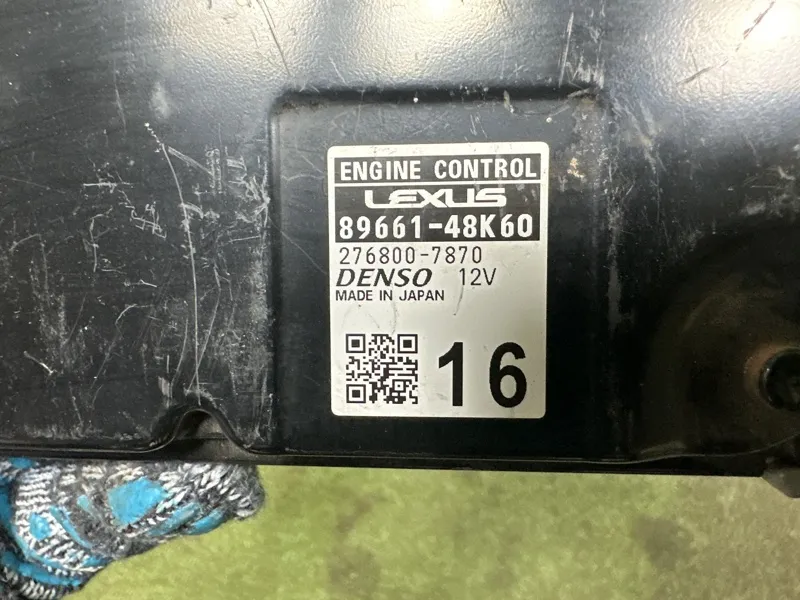 ENGINE CONTROL
LEXUS
89661-48K60
276800-7870
DENSO 12V
MADE IN JAPAN
16